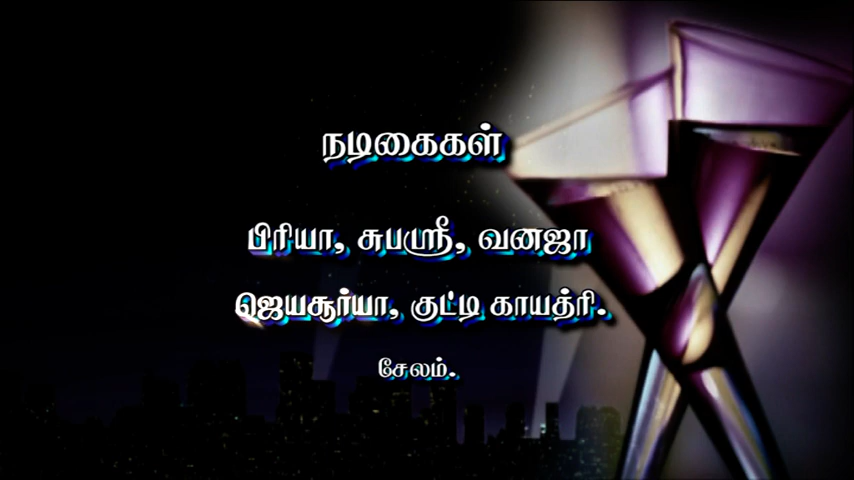 நடிகைகள்
பிரியா, சுபஸ்ரீ, வனஜா
ஜெயசூர்யா, குட்டி காயத்ரி.
சேலம்.